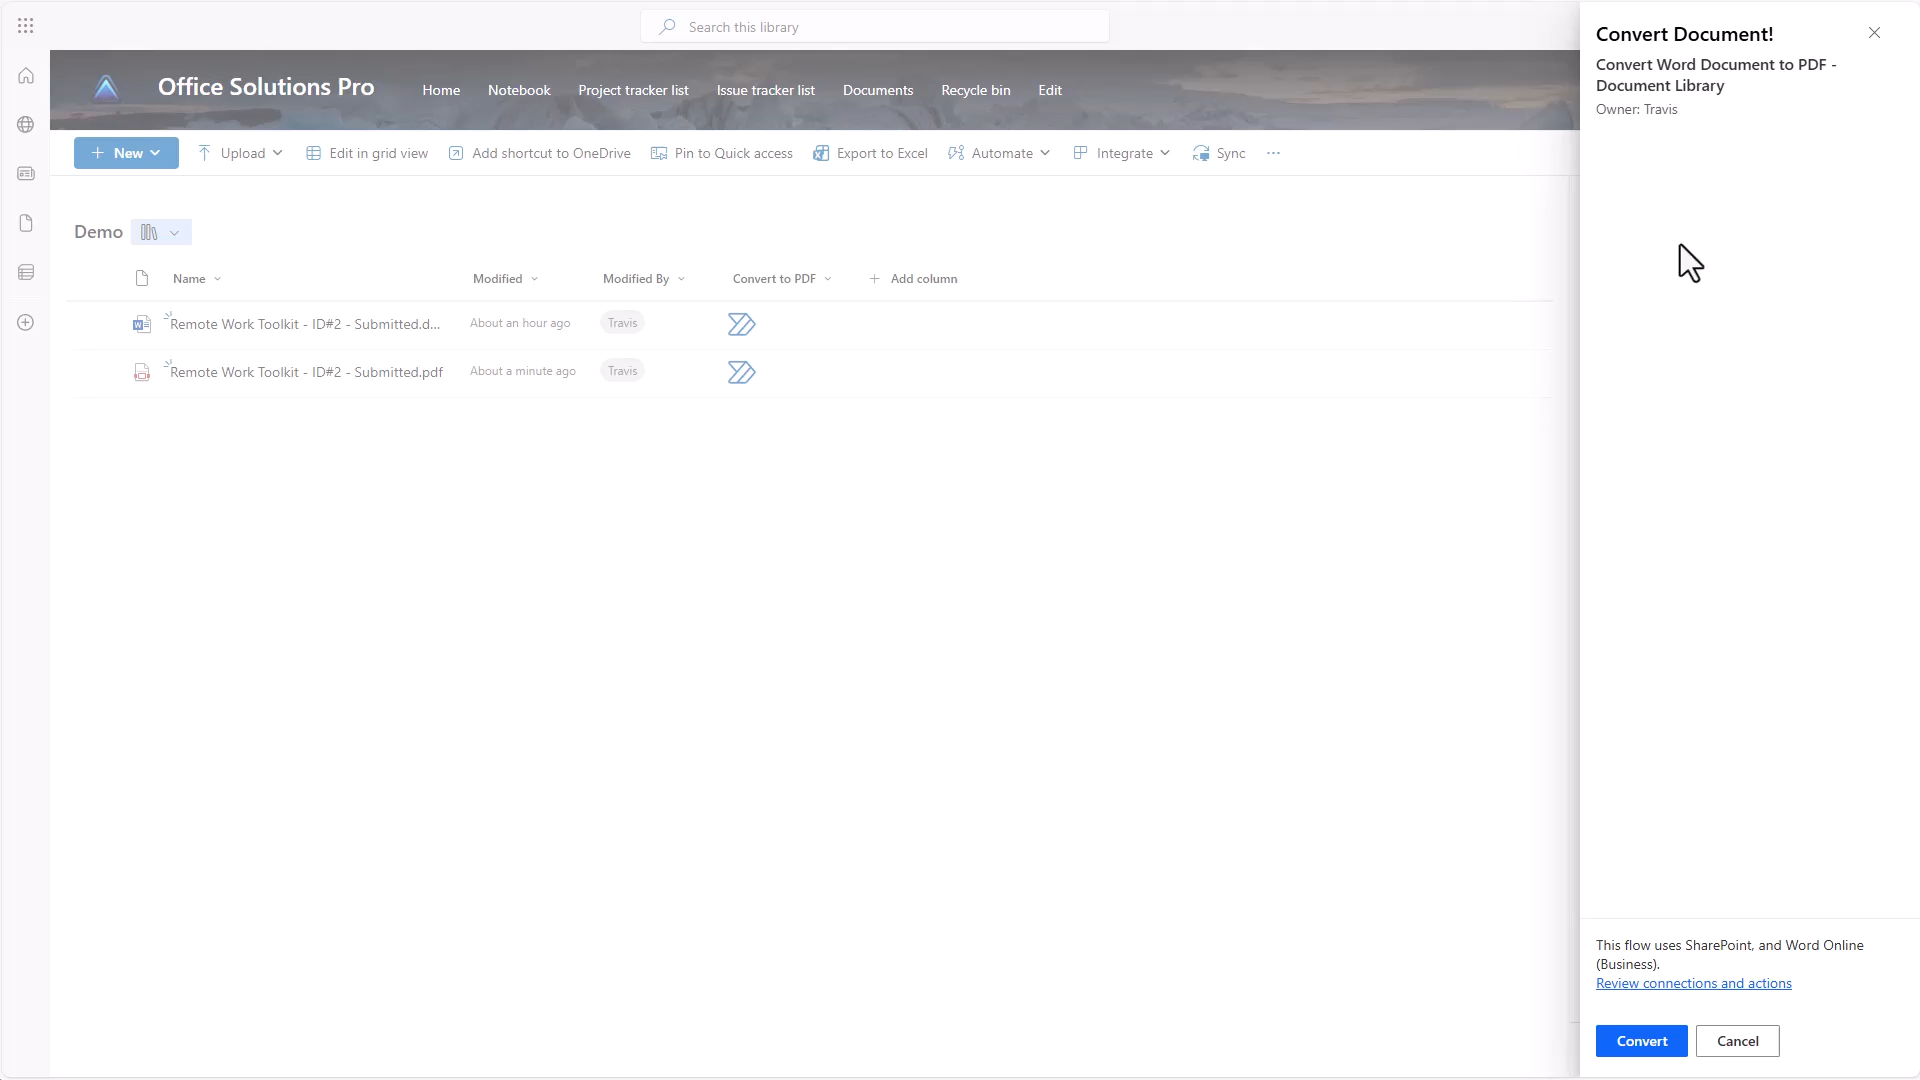 Search this library
Office Solutions Pro
Home Notebook Project tracker list Issue tracker list Documents Recycle bin Edit
New Upload Edit in grid view Add shortcut to OneDrive Pin to Quick access Export to Excel Automate Integrate Sync ...
Demo
Name Modified Modified By Convert to PDF Add column
Remote Work Toolkit - ID#2 - Submitted.d... About an hour ago Travis
Remote Work Toolkit - ID#2 - Submitted.pdf About a minute ago Travis
Convert Document!
Convert Word Document to PDF -
Document Library
Owner: Travis
This flow uses SharePoint, and Word Online
(Business).
Review connections and actions
Convert Cancel